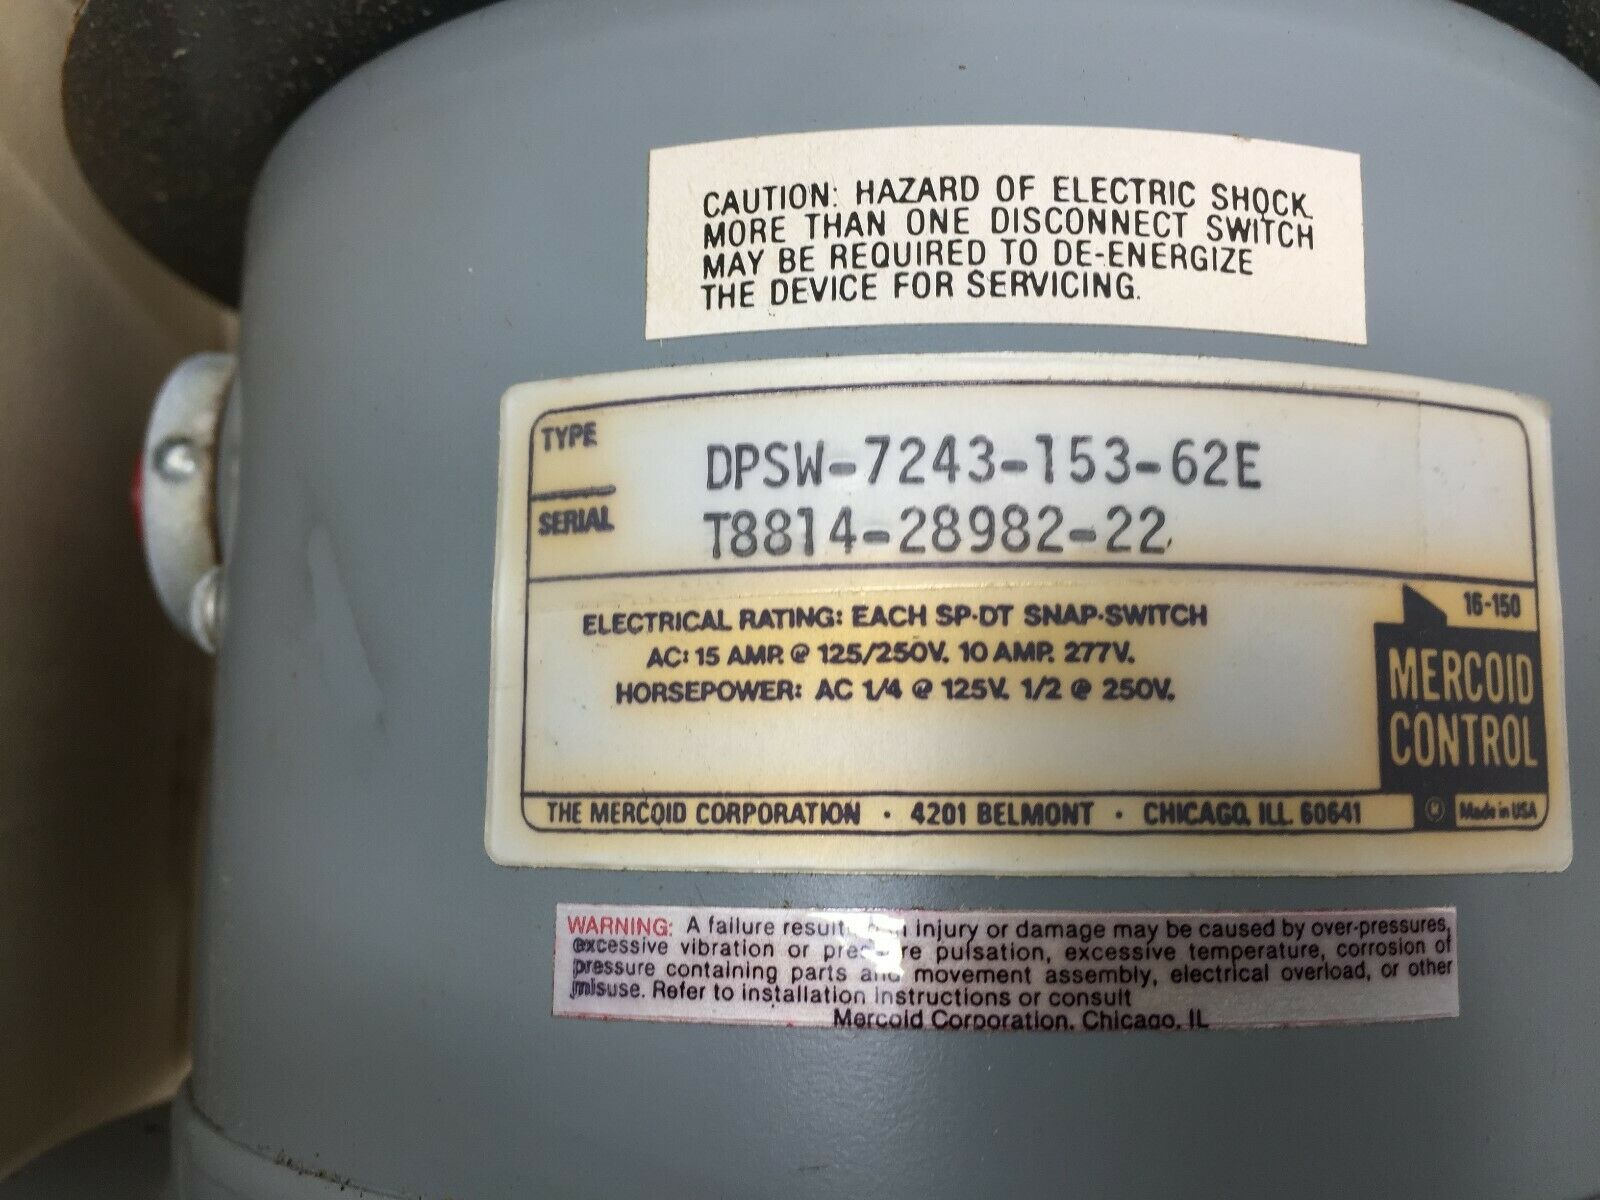 CAUTION: HAZARD OF ELECTRIC SHOCK.
MORE THAN ONE DISCONNECT SWITCH
MAY BE REQUIRED TO DE-ENERGIZE
THE DEVICE FOR SERVICING.
TYPE DPSW-7243-153-62E
SERIAL T8814-28982-22
ELECTRICAL RATING: EACH SP-DT SNAP-SWITCH
AC: 15 AMP. @ 125/250V. 10 AMP. 277V.
HORSEPOWER: AC 1/4 @ 125V. 1/2 @ 250V.
16-150
MERCOID
CONTROL
THE MERCOID CORPORATION · 4201 BELMONT · CHICAGO, ILL. 60641
Made in USA
WARNING: A failure in injury or damage may be caused by over-pressures,
excessive vibration or pressure pulsation, excessive temperature, corrosion of
pressure containing parts and movement assembly, electrical overload, or other
misuse. Refer to installation instructions or consult
Mercoid Corporation, Chicago, IL